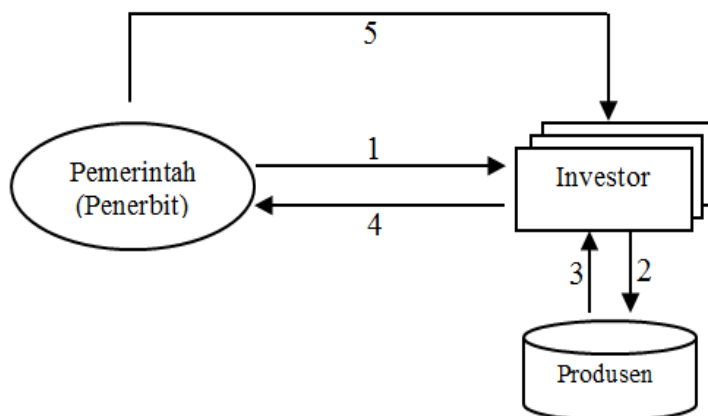 5
Pemerintah
(Penerbit)
1
4
Investor
3
2
Produsen